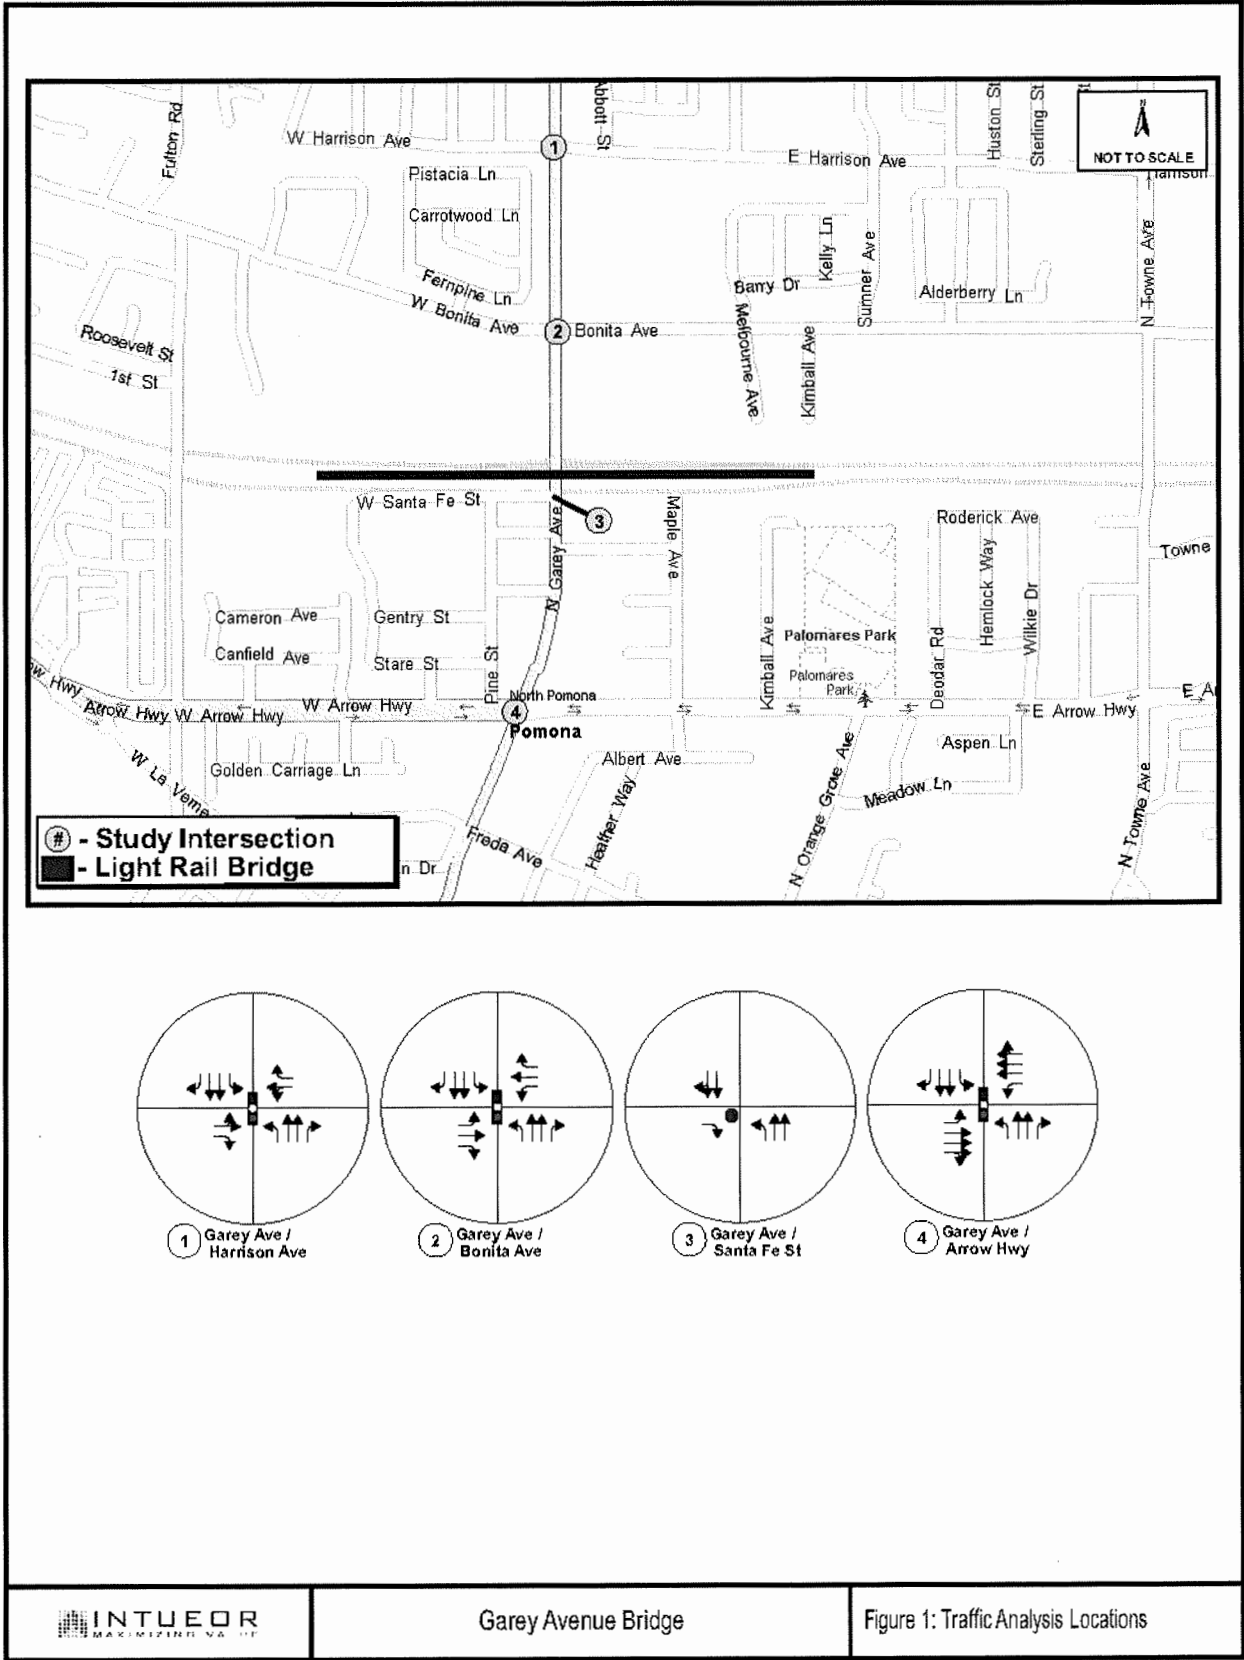 Abbott St
Huston St
Sterling St
N
NOT TO SCALE
Fulton Rd
W Harrison Ave
1
E Harrison Ave
Harrison
Pistacia Ln
Carrotwood Ln
Kelly Ln
Sumner Ave
N Towne Ave
Fernpine Ln
Barry Dr
Alderberry Ln
W Bonita Ave
2
Bonita Ave
Melbourne Ave
Kimball Ave
Roosevelt St
1st St
W Santa Fe St
3
N Garey Ave
Maple Ave
Roderick Ave
Towne
Hemlock Way
Wilkie Dr
Cameron Ave
Gentry St
Kimball Ave
Palomares Park
Deodar Rd
Canfield Ave
Stare St
Pine St
Palomares
Park
ow Hwy
Arrow Hwy
W Arrow Hwy
W Arrow Hwy
North Pomona
4
Pomona
E Arrow Hwy
E Ar
W La Verne
Golden Carriage Ln
Albert Ave
Heather Way
N Orange Grove Ave
Aspen Ln
Meadow Ln
N Towne Ave
Freda Ave
n Dr
# - Study Intersection
- Light Rail Bridge
1 Garey Ave /
Harrison Ave
2 Garey Ave /
Bonita Ave
3 Garey Ave /
Santa Fe St
4 Garey Ave /
Arrow Hwy
INTUEOR
Garey Avenue Bridge
Figure 1: Traffic Analysis Locations